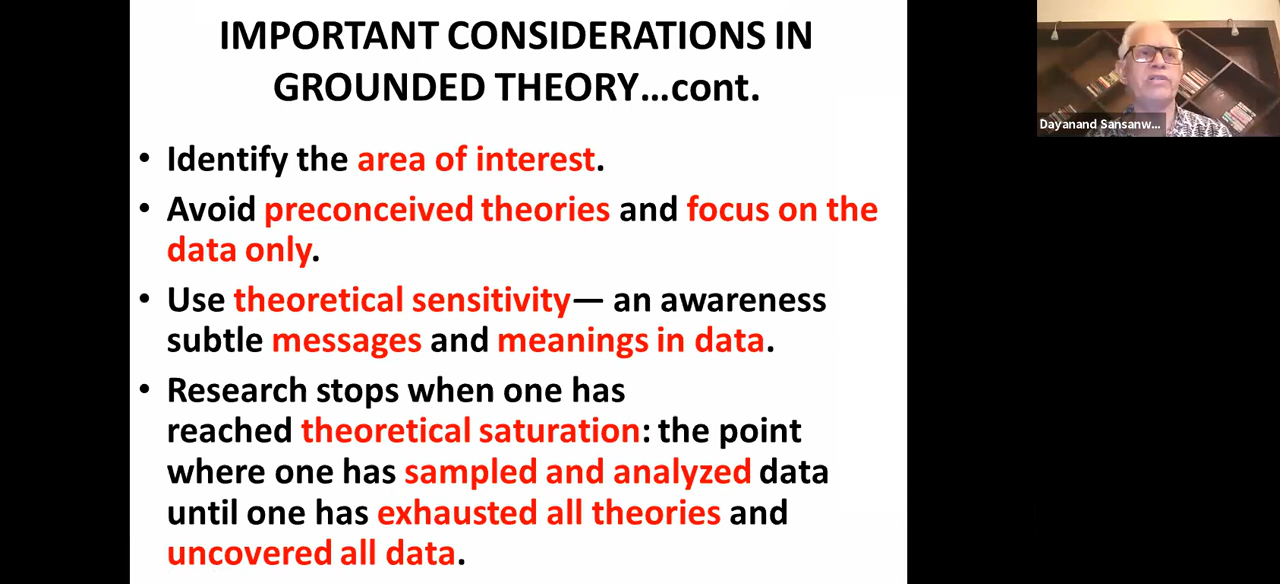 IMPORTANT CONSIDERATIONS IN
GROUNDED THEORY...cont.
• Identify the area of interest.
• Avoid preconceived theories and focus on the
data only.
• Use theoretical sensitivity— an awareness
subtle messages and meanings in data.
• Research stops when one has
reached theoretical saturation: the point
where one has sampled and analyzed data
until one has exhausted all theories and
uncovered all data.
Dayanand Sansanw...